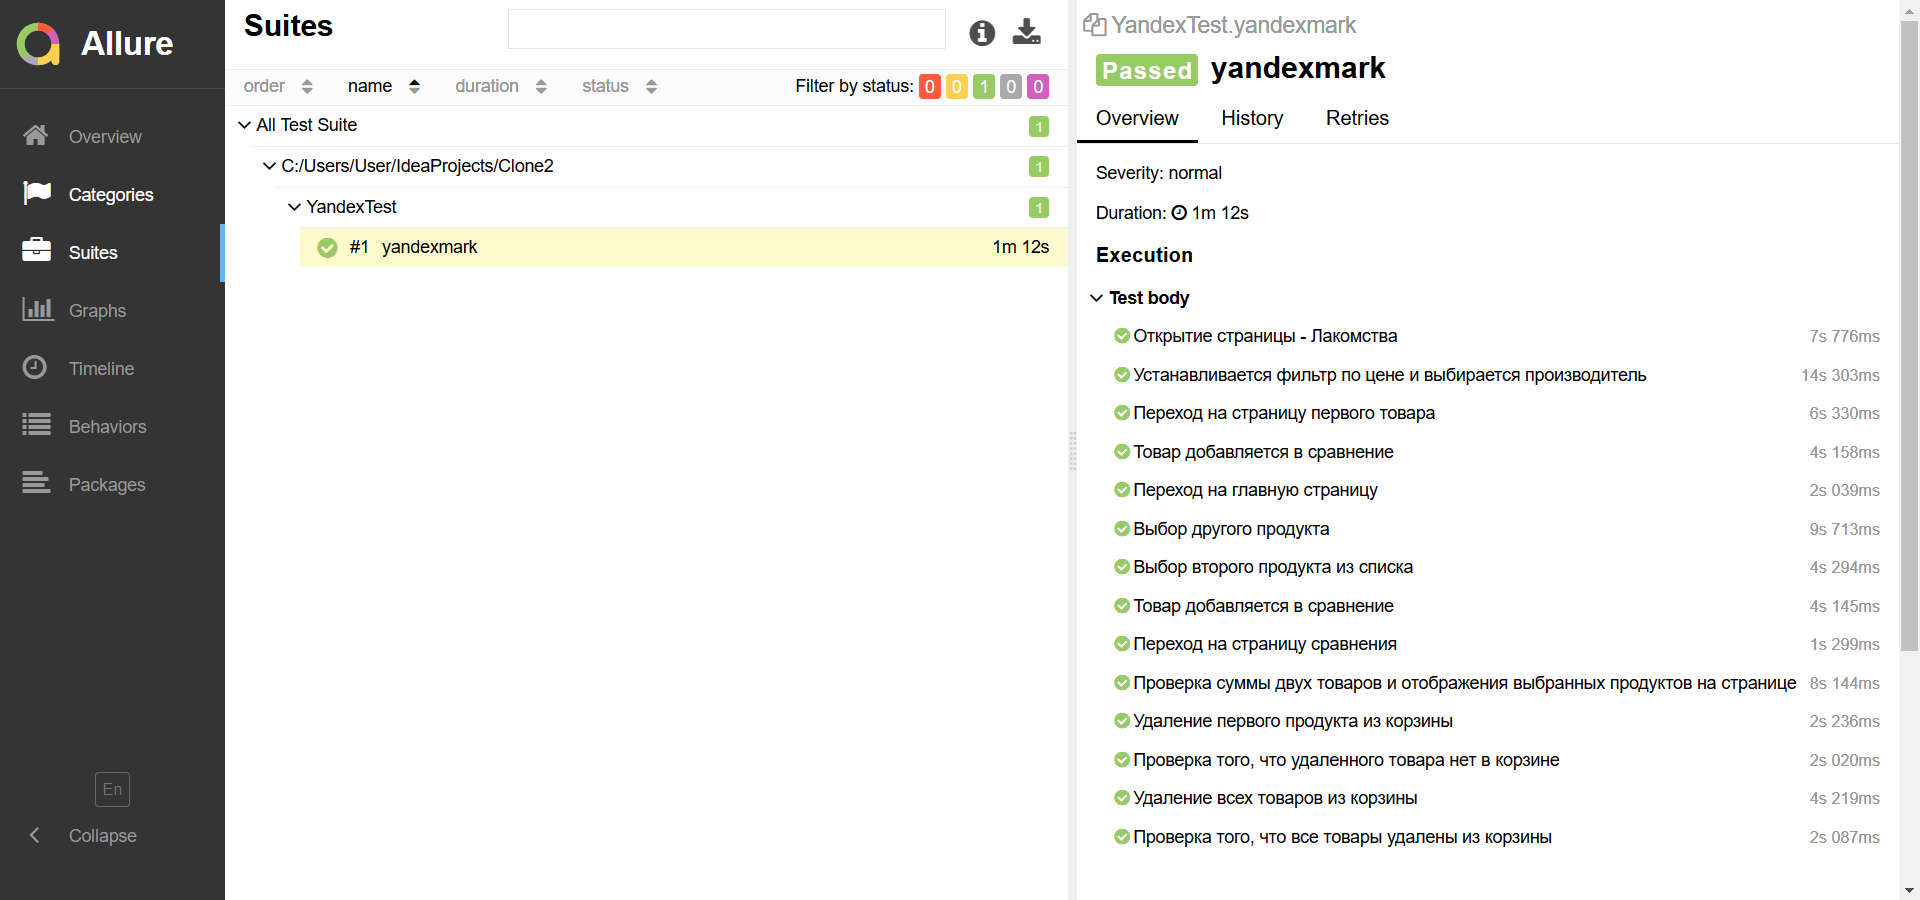 Allure
Overview
Categories
Suites
Graphs
Timeline
Behaviors
Packages
En
Collapse
Suites
order name duration status Filter by status: 0 0 1 0 0
All Test Suite 1
C:/Users/User/IdeaProjects/Clone2 1
YandexTest 1
#1 yandexmark 1m 12s
YandexTest.yandexmark
Passed yandexmark
Overview History Retries
Severity: normal
Duration: 1m 12s
Execution
Test body
Открытие страницы - Лакомства 7s 776ms
Устанавливается фильтр по цене и выбирается производитель 14s 303ms
Переход на страницу первого товара 6s 330ms
Товар добавляется в сравнение 4s 158ms
Переход на главную страницу 2s 039ms
Выбор другого продукта 9s 713ms
Выбор второго продукта из списка 4s 294ms
Товар добавляется в сравнение 4s 145ms
Переход на страницу сравнения 1s 299ms
Проверка суммы двух товаров и отображения выбранных продуктов на странице 8s 144ms
Удаление первого продукта из корзины 2s 236ms
Проверка того, что удаленного товара нет в корзине 2s 020ms
Удаление всех товаров из корзины 4s 219ms
Проверка того, что все товары удалены из корзины 2s 087ms